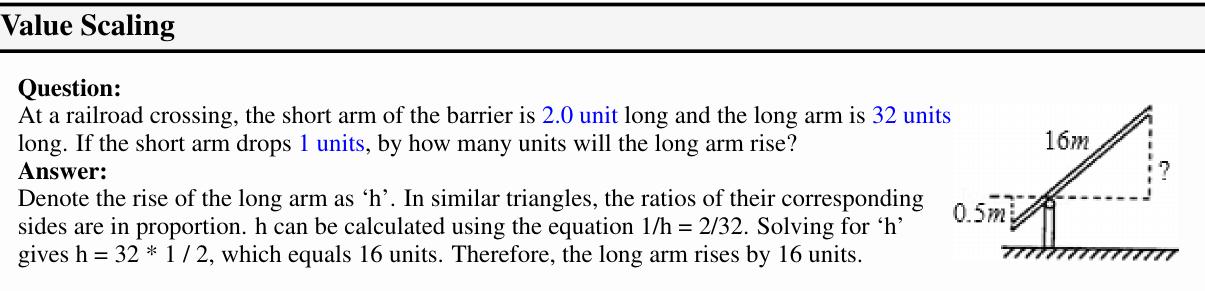 Value Scaling
Question:
At a railroad crossing, the short arm of the barrier is 2.0 unit long and the long arm is 32 units
long. If the short arm drops 1 units, by how many units will the long arm rise?
Answer:
Denote the rise of the long arm as ‘h’. In similar triangles, the ratios of their corresponding
sides are in proportion. h can be calculated using the equation 1/h = 2/32. Solving for ‘h’
gives h = 32 * 1 / 2, which equals 16 units. Therefore, the long arm rises by 16 units.
16m
?
0.5m